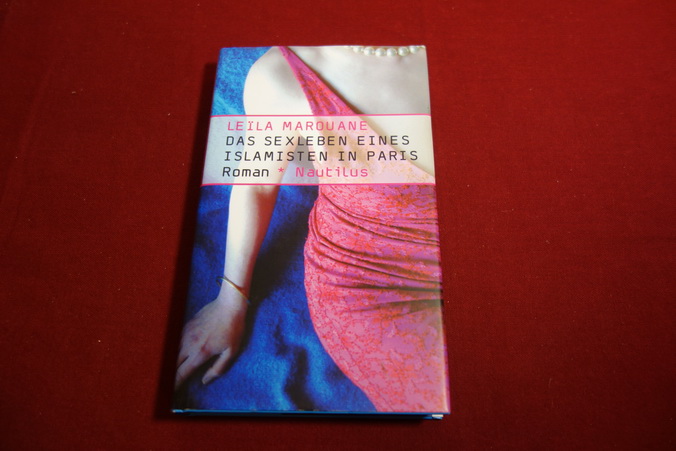 LEÏLA MAROUANE
DAS SEXLEBEN EINES
ISLAMISTEN IN PARIS
Roman * Nautilus